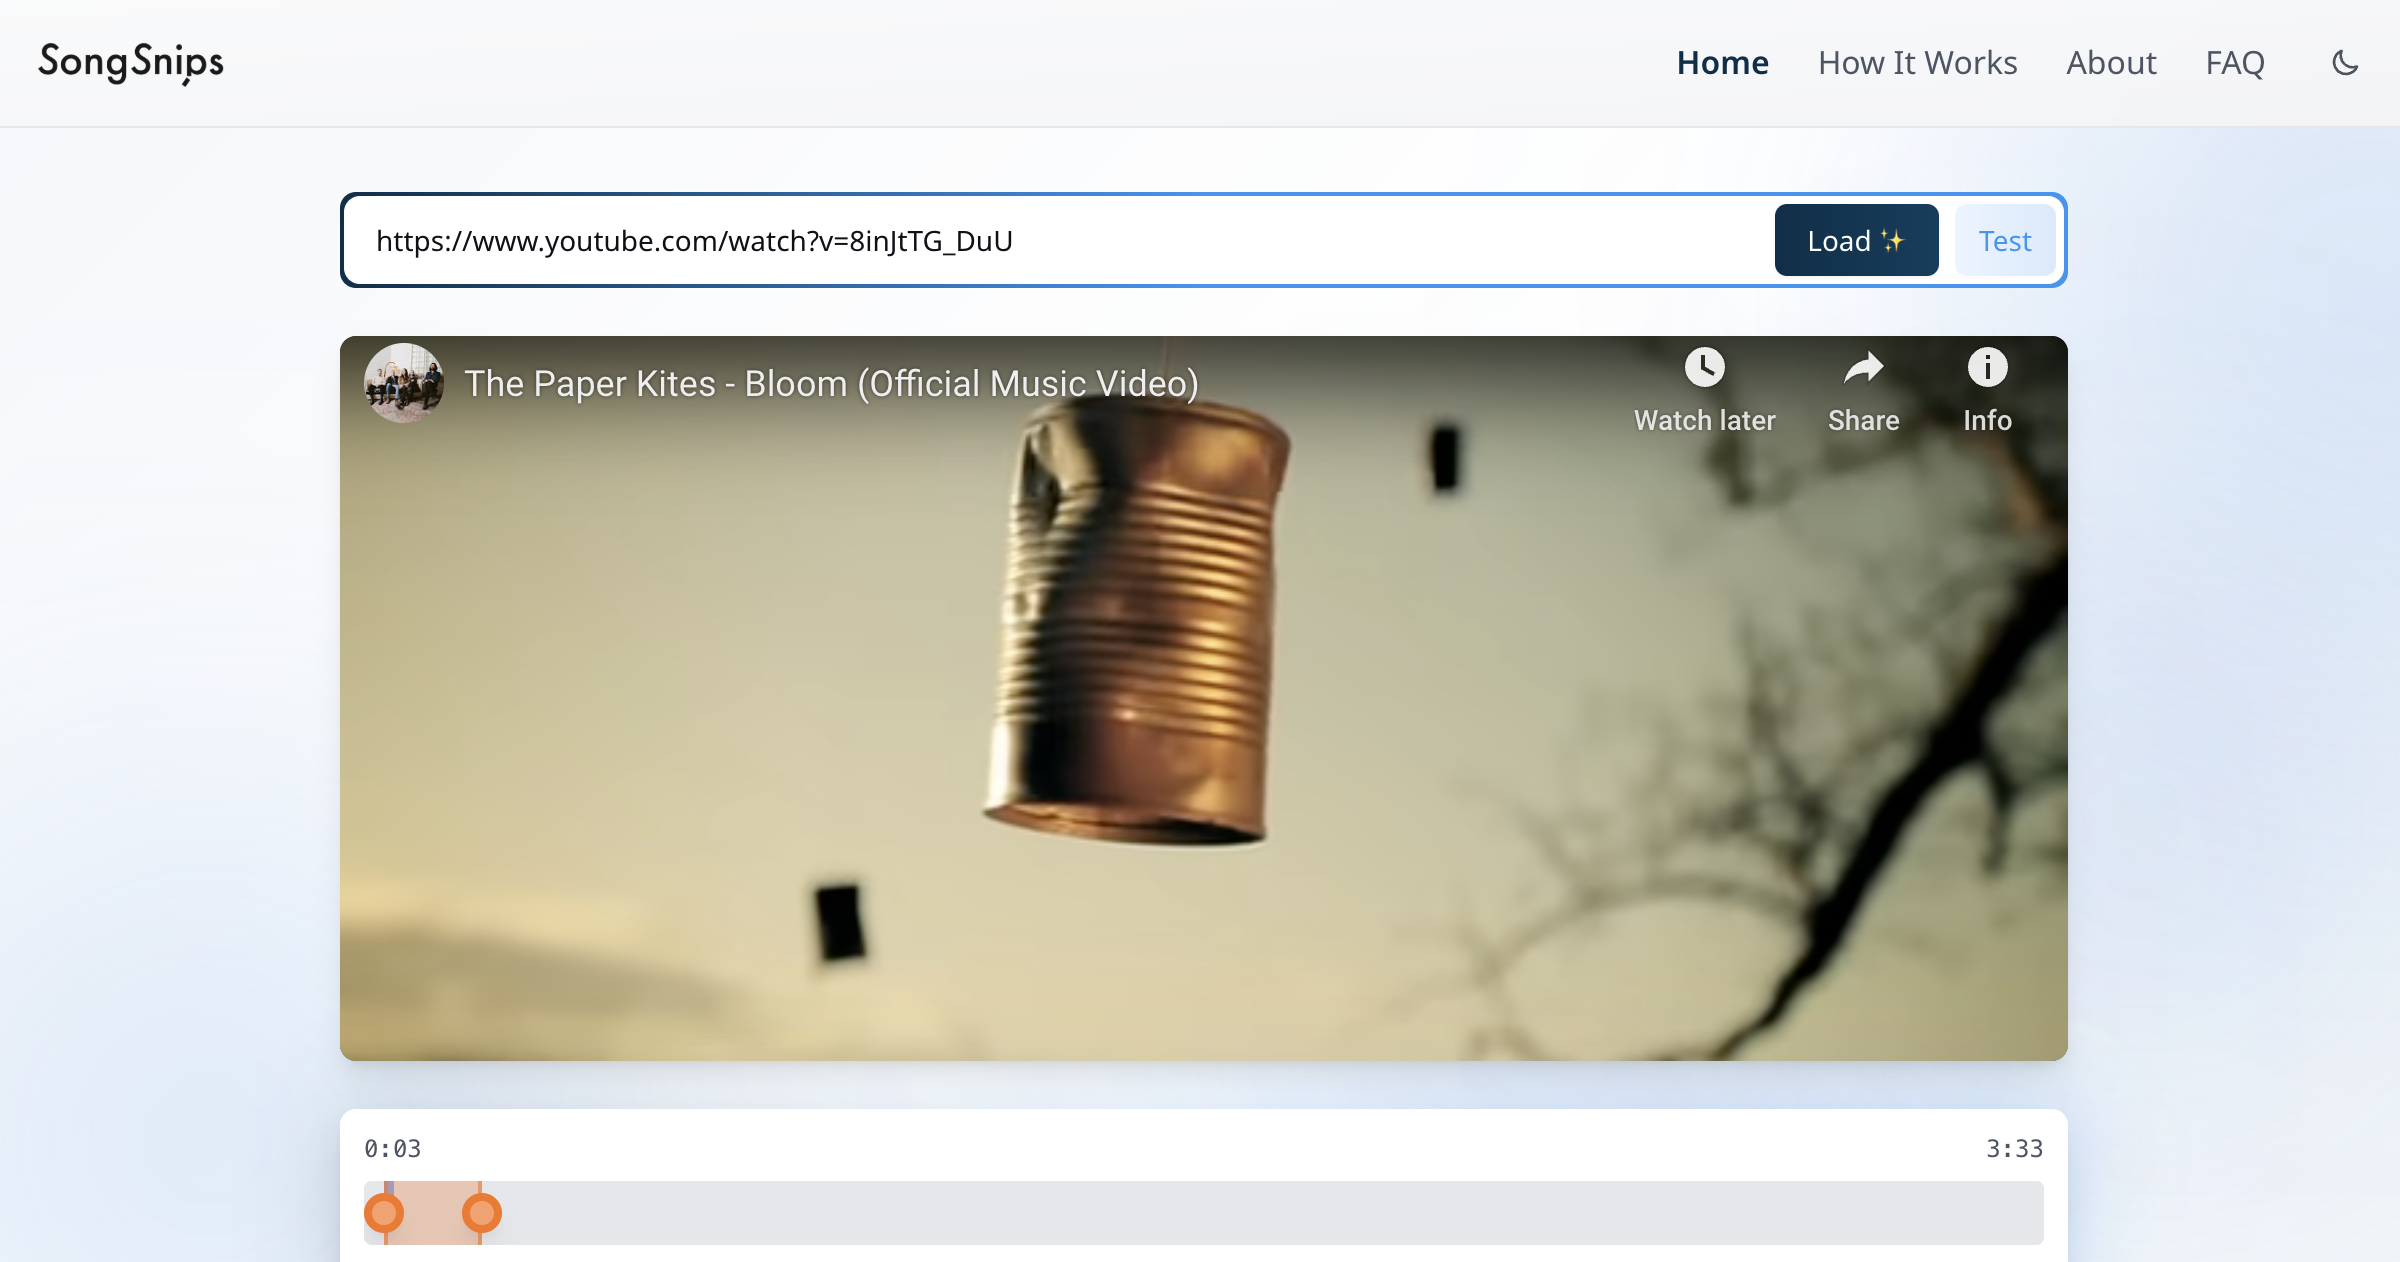 SongSnips
Home How It Works About FAQ
https://www.youtube.com/watch?v=8inJtTG_DuU Load ✨ Test
The Paper Kites - Bloom (Official Music Video)
Watch later Share Info
0:03 3:33